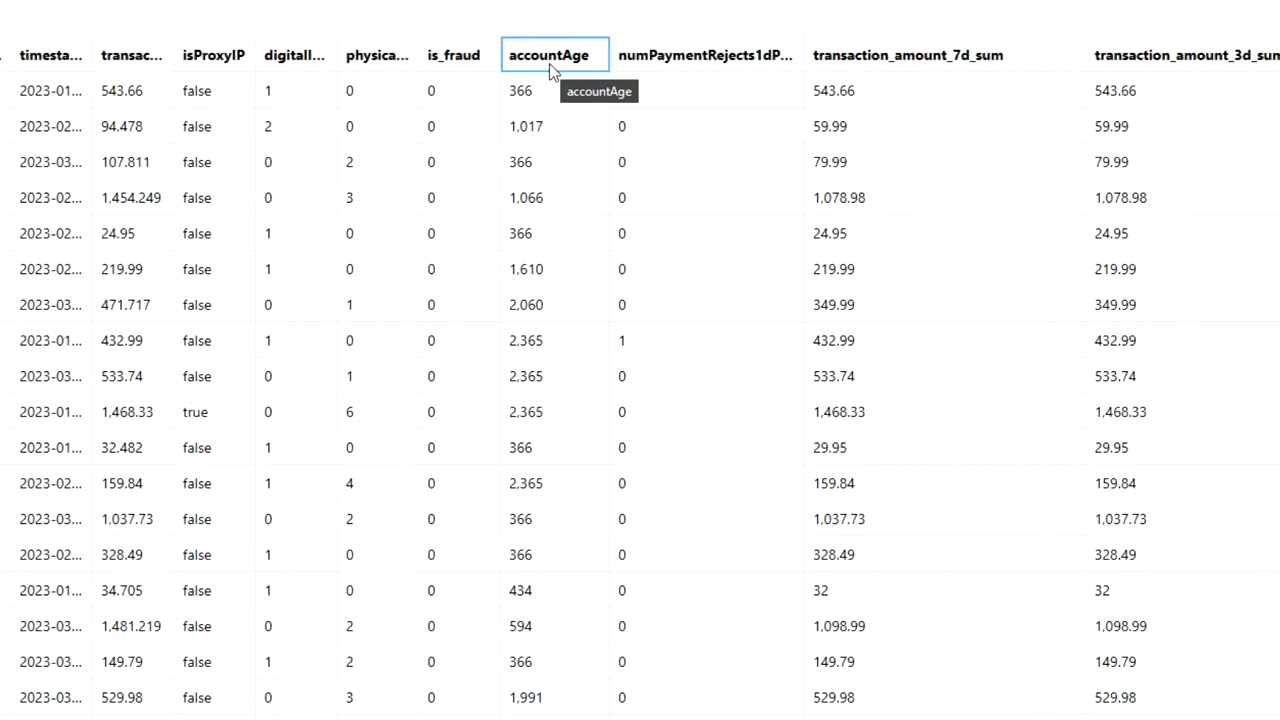 timesta... transac... isProxyIP digitalI... physica... is_fraud accountAge numPaymentRejects1dP... transaction_amount_7d_sum transaction_amount_3d_sum
2023-01... 543.66 false 1 0 0 366 543.66 543.66
accountAge
2023-02... 94.478 false 2 0 0 1,017 0 59.99 59.99
2023-03... 107.811 false 0 2 0 366 0 79.99 79.99
2023-02... 1,454.249 false 0 3 0 1,066 0 1,078.98 1,078.98
2023-02... 24.95 false 1 0 0 366 0 24.95 24.95
2023-02... 219.99 false 1 0 0 1,610 0 219.99 219.99
2023-03... 471.717 false 0 1 0 2,060 0 349.99 349.99
2023-01... 432.99 false 1 0 0 2,365 1 432.99 432.99
2023-03... 533.74 false 0 1 0 2,365 0 533.74 533.74
2023-01... 1,468.33 true 0 6 0 2,365 0 1,468.33 1,468.33
2023-01... 32.482 false 1 0 0 366 0 29.95 29.95
2023-02... 159.84 false 1 4 0 2,365 0 159.84 159.84
2023-03... 1,037.73 false 0 2 0 366 0 1,037.73 1,037.73
2023-02... 328.49 false 1 0 0 366 0 328.49 328.49
2023-01... 34.705 false 1 0 0 434 0 32 32
2023-03... 1,481.219 false 0 2 0 594 0 1,098.99 1,098.99
2023-03... 149.79 false 1 2 0 366 0 149.79 149.79
2023-03... 529.98 false 0 3 0 1,991 0 529.98 529.98